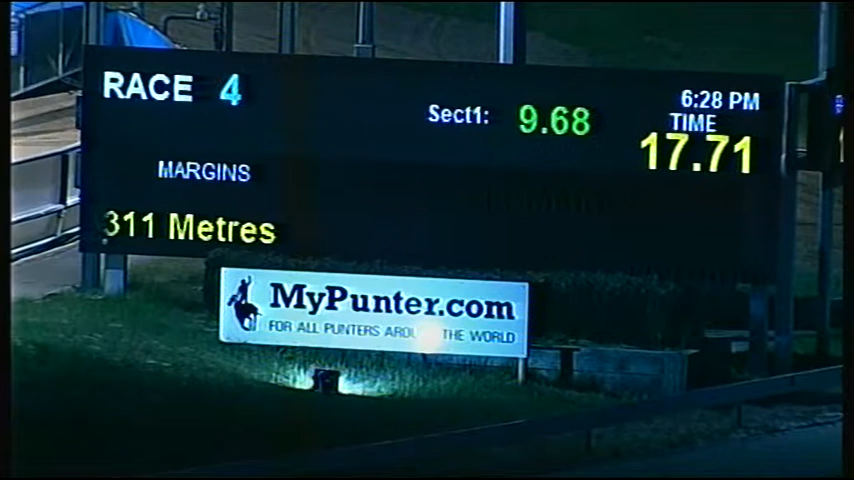 RACE 4
Sect1: 9.68
6:28 PM
TIME
17.71
MARGINS
311 Metres
MyPunter.com
FOR ALL PUNTERS AROUND THE WORLD